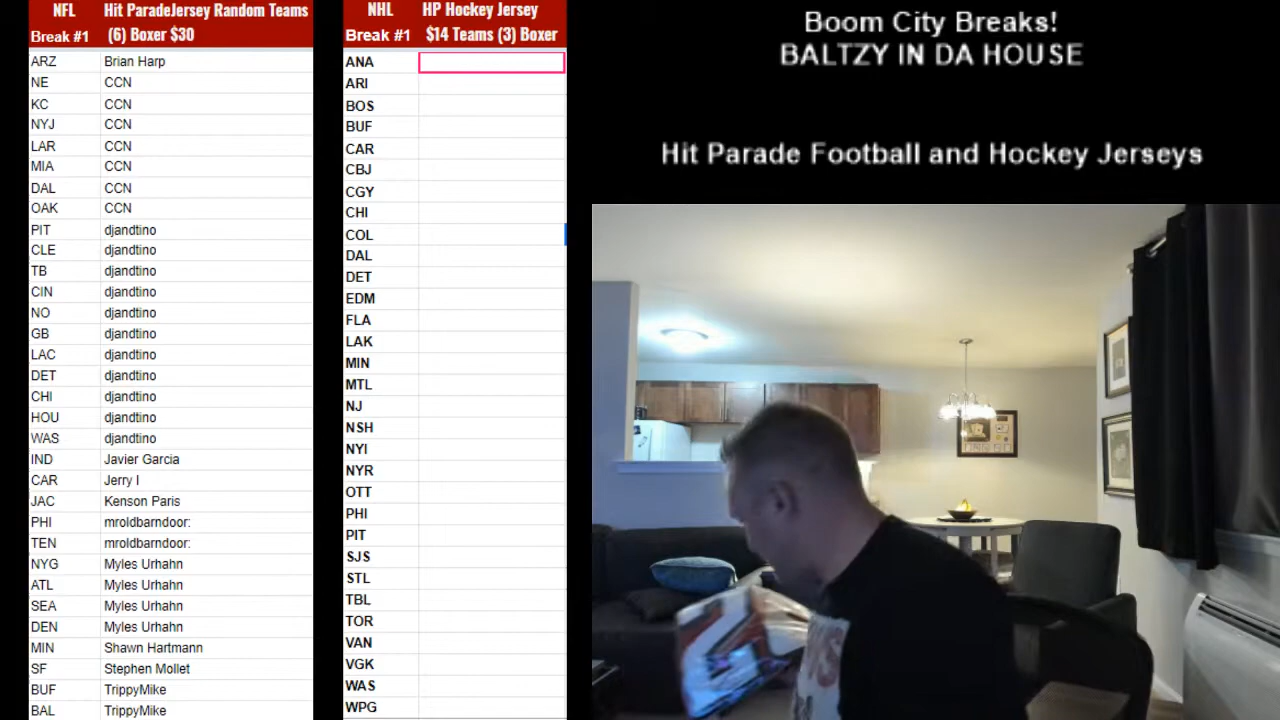 NFL Hit ParadeJersey Random Teams
Break #1 (6) Boxer $30
ARZ Brian Harp
NE CCN
KC CCN
NYJ CCN
LAR CCN
MIA CCN
DAL CCN
OAK CCN
PIT djandtino
CLE djandtino
TB djandtino
CIN djandtino
NO djandtino
GB djandtino
LAC djandtino
DET djandtino
CHI djandtino
HOU djandtino
WAS djandtino
IND Javier Garcia
CAR Jerry I
JAC Kenson Paris
PHI mroldbarndoor:
TEN mroldbarndoor:
NYG Myles Urhahn
ATL Myles Urhahn
SEA Myles Urhahn
DEN Myles Urhahn
MIN Shawn Hartmann
SF Stephen Mollet
BUF TrippyMike
BAL TrippyMike
NHL HP Hockey Jersey
Break #1 $14 Teams (3) Boxer
ANA
ARI
BOS
BUF
CAR
CBJ
CGY
CHI
COL
DAL
DET
EDM
FLA
LAK
MIN
MTL
NJ
NSH
NYI
NYR
OTT
PHI
PIT
SJS
STL
TBL
TOR
VAN
VGK
WAS
WPG
Boom City Breaks!
BALTZY IN DA HOUSE
Hit Parade Football and Hockey Jerseys